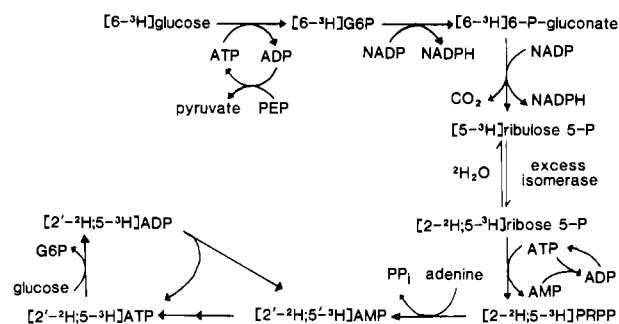 [6-³H]glucose
[6-³H]G6P
[6-³H]6-P-gluconate
ATP
ADP
pyruvate
PEP
NADP
NADPH
NADP
CO₂
NADPH
[5-³H]ribulose 5-P
²H₂O
excess
isomerase
[2-²H;5-³H]ribose 5-P
ATP
AMP
ADP
[2-²H;5-³H]PRPP
PPi
adenine
[2'-²H;5'-³H]AMP
[2'-²H;5-³H]ATP
glucose
G6P
[2'-²H;5-³H]ADP